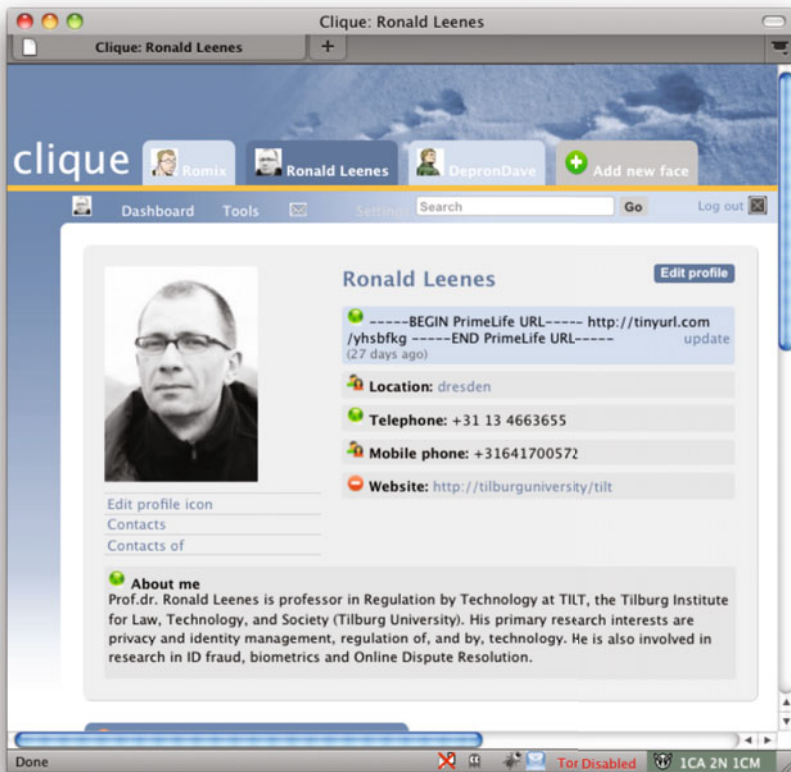 Clique: Ronald Leenes
Clique: Ronald Leenes +
clique Romix Ronald Leenes DepronDave Add new face
Dashboard Tools Settings Search Go Log out
Ronald Leenes Edit profile
-----BEGIN PrimeLife URL----- http://tinyurl.com
/yhsbfkg -----END PrimeLife URL----- update
(27 days ago)
Location: dresden
Telephone: +31 13 4663655
Mobile phone: +31641700572
Website: http://tilburguniversity/tilt
Edit profile icon
Contacts
Contacts of
About me
Prof.dr. Ronald Leenes is professor in Regulation by Technology at TILT, the Tilburg Institute
for Law, Technology, and Society (Tilburg University). His primary research interests are
privacy and identity management, regulation of, and by, technology. He is also involved in
research in ID fraud, biometrics and Online Dispute Resolution.
Done Tor Disabled 1CA 2N 1CM